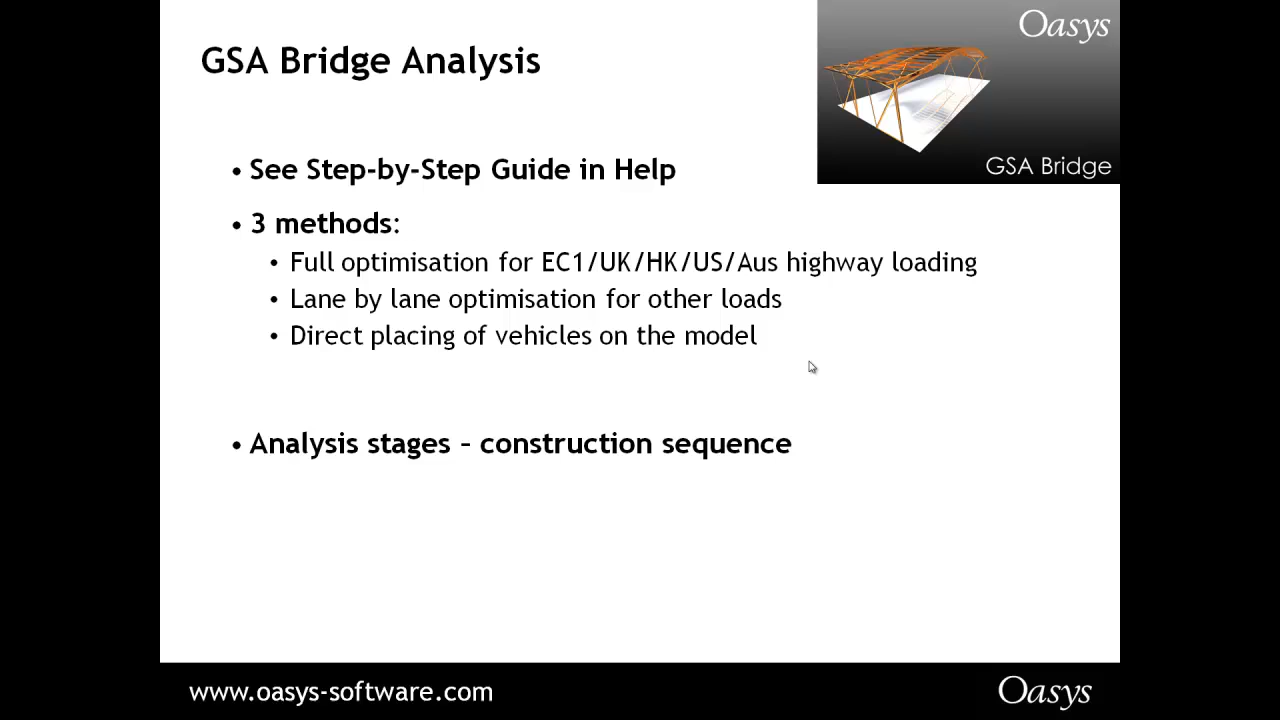 GSA Bridge Analysis
Oasys
GSA Bridge
• See Step-by-Step Guide in Help
• 3 methods:
• Full optimisation for EC1/UK/HK/US/Aus highway loading
• Lane by lane optimisation for other loads
• Direct placing of vehicles on the model
• Analysis stages – construction sequence
www.oasys-software.com
Oasys